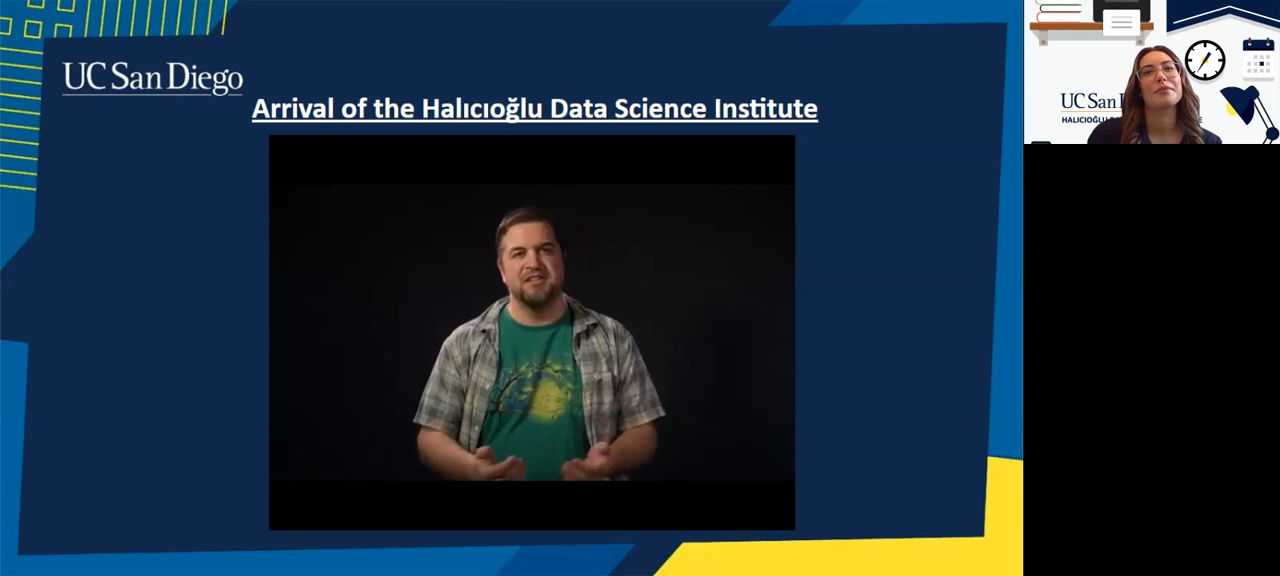 UC San Diego
Arrival of the Halıcıoğlu Data Science Institute
UC San
HALICIOĞLU